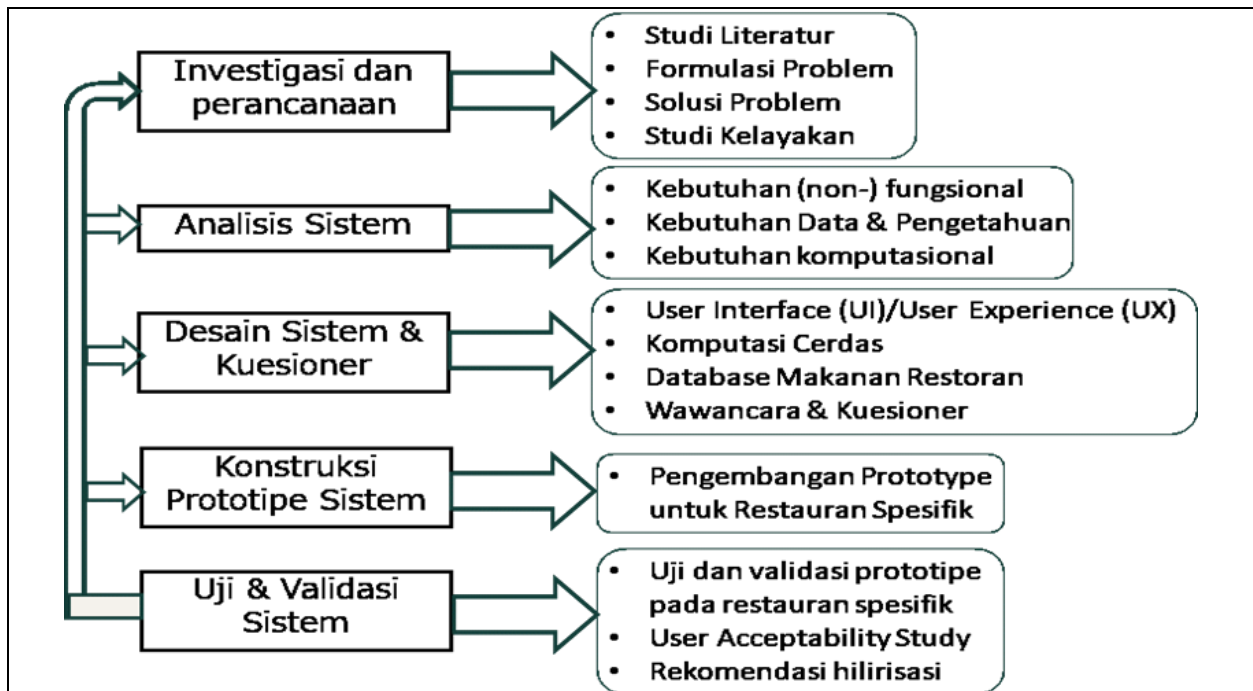 Investigasi dan
perancanaan
• Studi Literatur
• Formulasi Problem
• Solusi Problem
• Studi Kelayakan
Analisis Sistem
• Kebutuhan (non-) fungsional
• Kebutuhan Data & Pengetahuan
• Kebutuhan komputasional
Desain Sistem &
Kuesioner
• User Interface (UI)/User Experience (UX)
• Komputasi Cerdas
• Database Makanan Restoran
• Wawancara & Kuesioner
Konstruksi
Prototipe Sistem
• Pengembangan Prototype
untuk Restauran Spesifik
Uji & Validasi
Sistem
• Uji dan validasi prototipe
pada restauran spesifik
• User Acceptability Study
• Rekomendasi hilirisasi